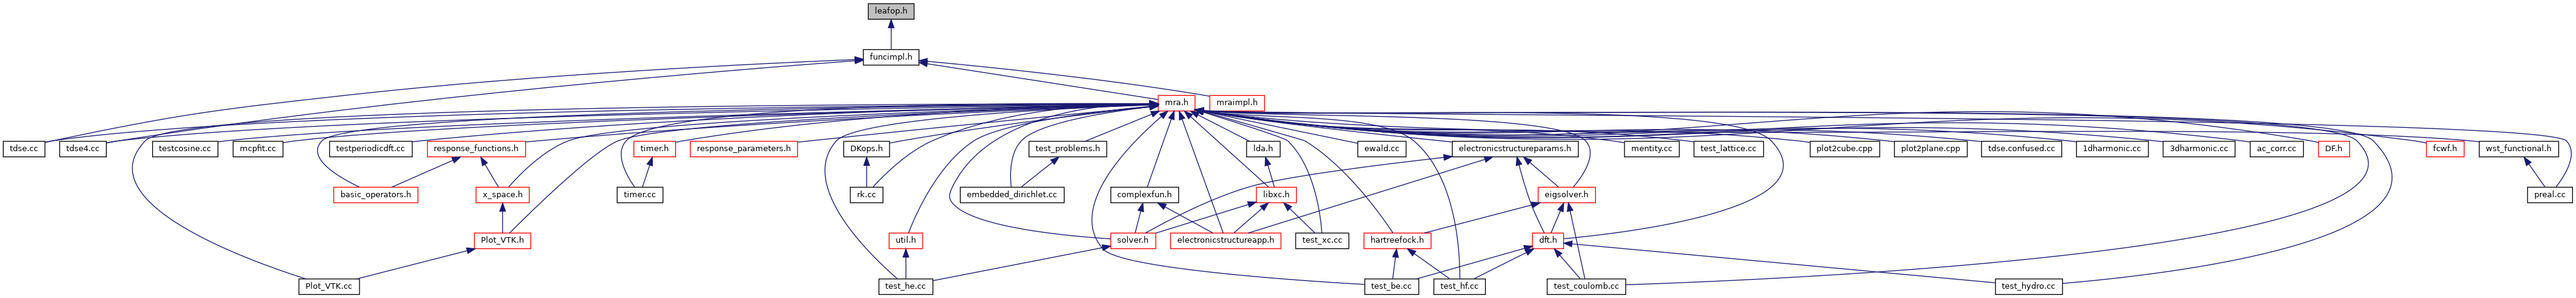 leafop.h
funcimpl.h
mra.h
mraimpl.h
tdse.cc
tdse4.cc
testcosine.cc
mcpfit.cc
testperiodicdft.cc
response_functions.h
timer.h
response_parameters.h
DKops.h
test_problems.h
lda.h
ewald.cc
electronicstructureparams.h
mentity.cc
test_lattice.cc
plot2cube.cpp
plot2plane.cpp
tdse.confused.cc
1dharmonic.cc
3dharmonic.cc
ac_corr.cc
DF.h
fcwf.h
wst_functional.h
basic_operators.h
x_space.h
timer.cc
rk.cc
embedded_dirichlet.cc
complexfun.h
libxc.h
eigsolver.h
preal.cc
Plot_VTK.h
util.h
solver.h
electronicstructureapp.h
test_xc.cc
hartreefock.h
dft.h
Plot_VTK.cc
test_he.cc
test_be.cc
test_hf.cc
test_coulomb.cc
test_hydro.cc